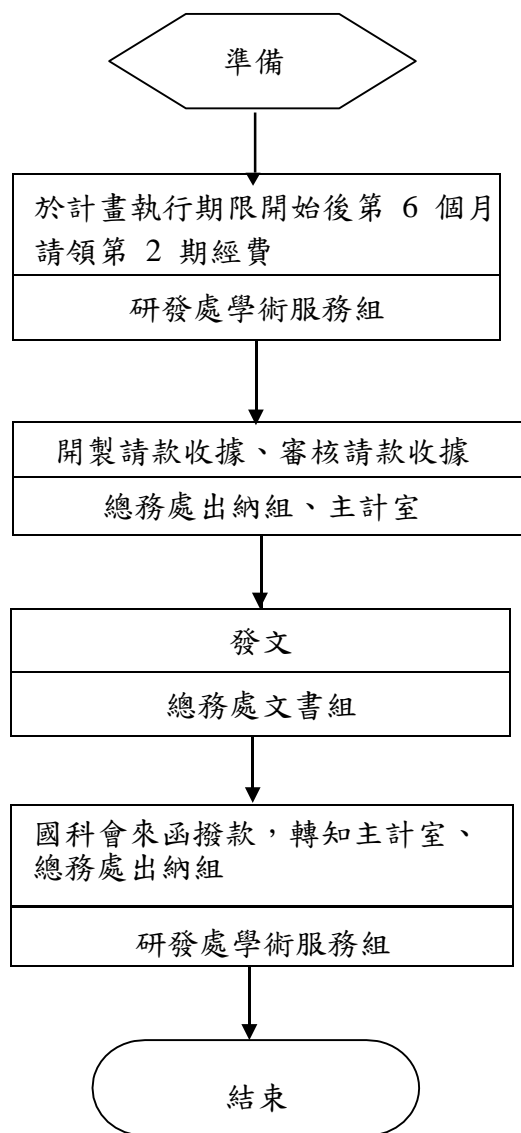 準備
於計畫執行期限開始後第 6 個月
請領第 2 期經費
研發處學術服務組
開製請款收據、審核請款收據
總務處出納組、主計室
發文
總務處文書組
國科會來函撥款，轉知主計室、
總務處出納組
研發處學術服務組
結束